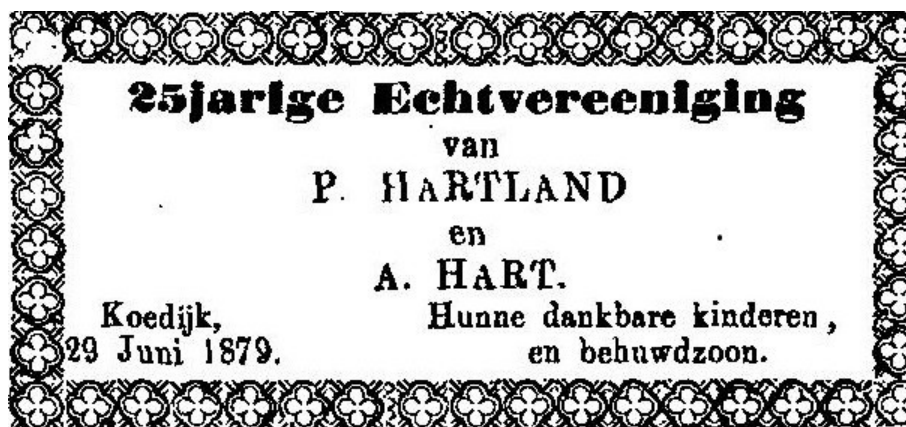 25jarige Echtvereeniging
van
P. HARTLAND
en
A. HART.
Koedijk,
29 Juni 1879.
Hunne dankbare kinderen,
en behuwdzoon.